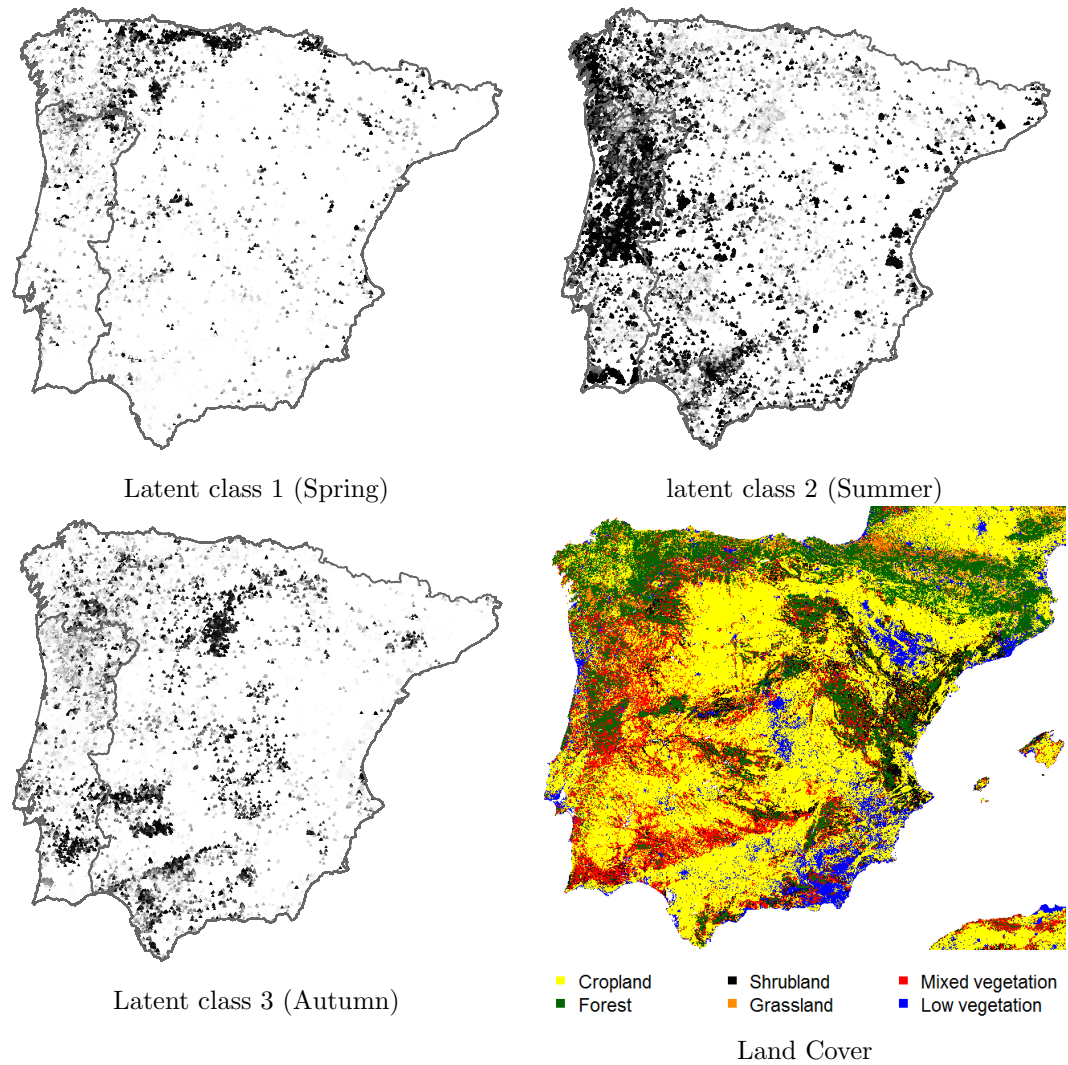 Latent class 1 (Spring)
latent class 2 (Summer)
Latent class 3 (Autumn)
Cropland
Shrubland
Mixed vegetation
Forest
Grassland
Low vegetation
Land Cover